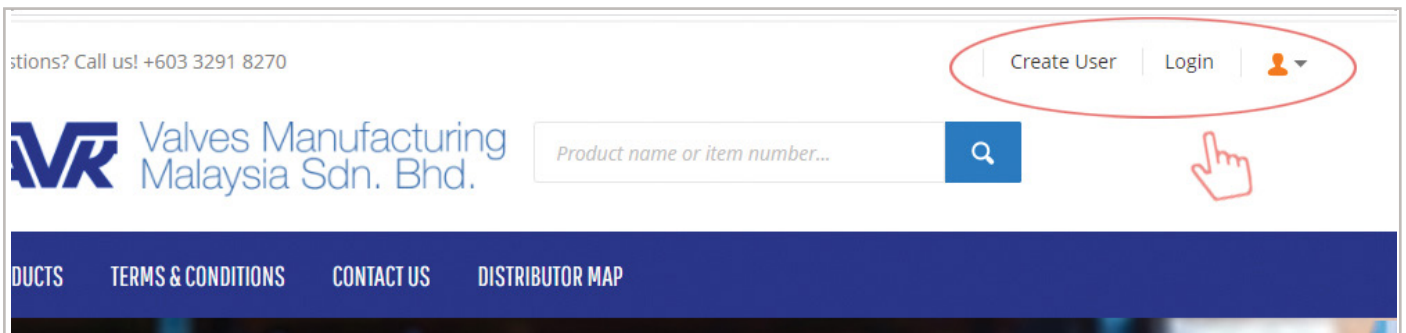 stions? Call us! +603 3291 8270
Create User Login
AVK Valves Manufacturing
Malaysia Sdn. Bhd.
Product name or item number...
DUCTS TERMS & CONDITIONS CONTACT US DISTRIBUTOR MAP